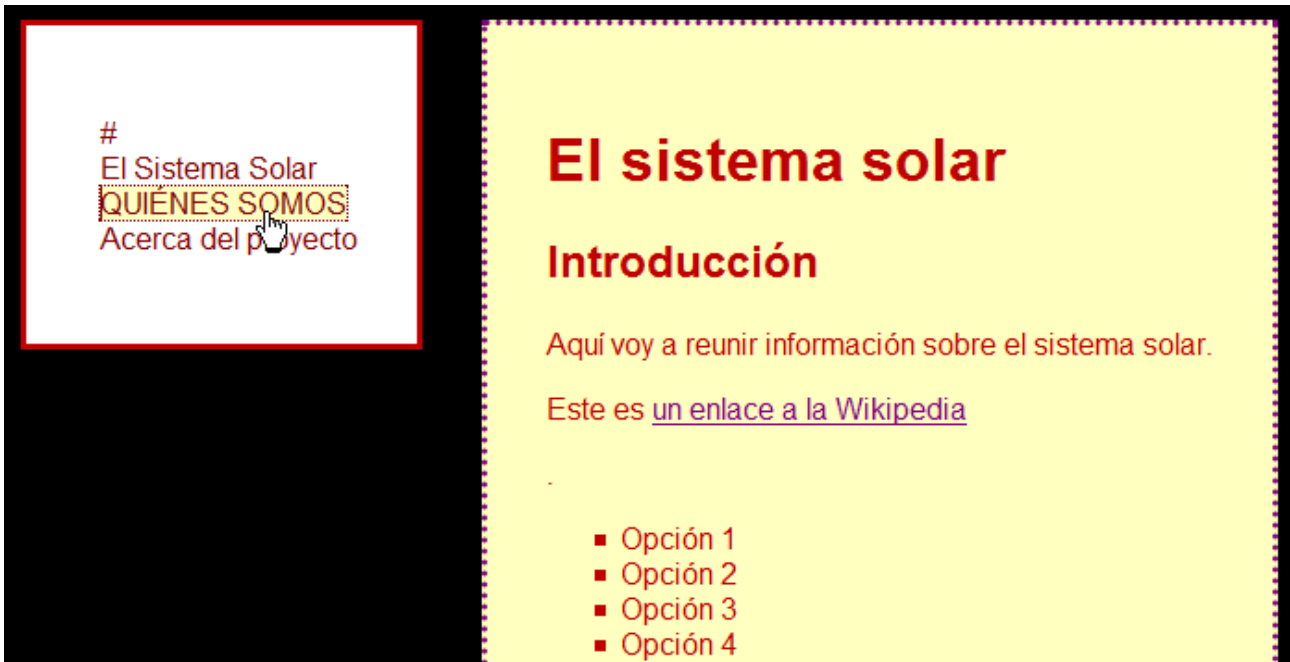 #
El Sistema Solar
QUIÉNES SOMOS
Acerca del proyecto
El sistema solar
Introducción
Aquí voy a reunir información sobre el sistema solar.
Este es un enlace a la Wikipedia
.
Opción 1
Opción 2
Opción 3
Opción 4